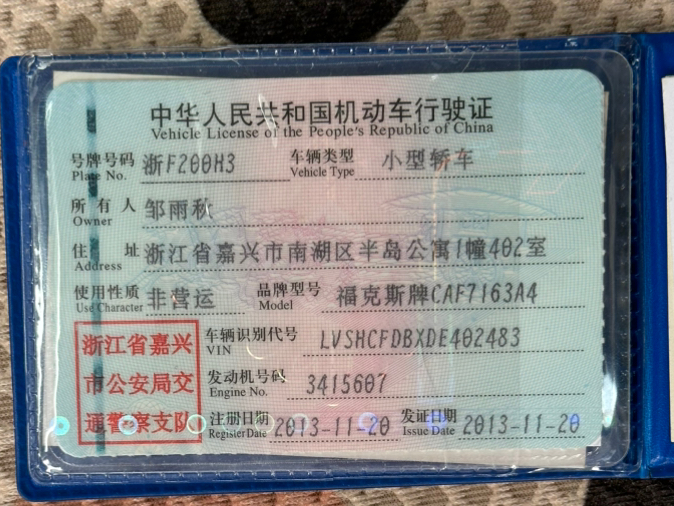 中华人民共和国机动车行驶证
Vehicle License of the People's Republic of China
号牌号码 浙F200H3 车辆类型 小型轿车
Plate No. Vehicle Type
所有人 邹雨秋
Owner
住址 浙江省嘉兴市南湖区半岛公寓1幢402室
Address
使用性质 非营运 品牌型号 福克斯牌CAF7163A4
Use Character Model
浙江省嘉兴 车辆识别代号 LVSHCFDBXDE402483
VIN
市公安局交 发动机号码 3415607
Engine No.
通警察支队 注册日期 2013-11-20 发证日期 2013-11-20
Register Date Issue Date